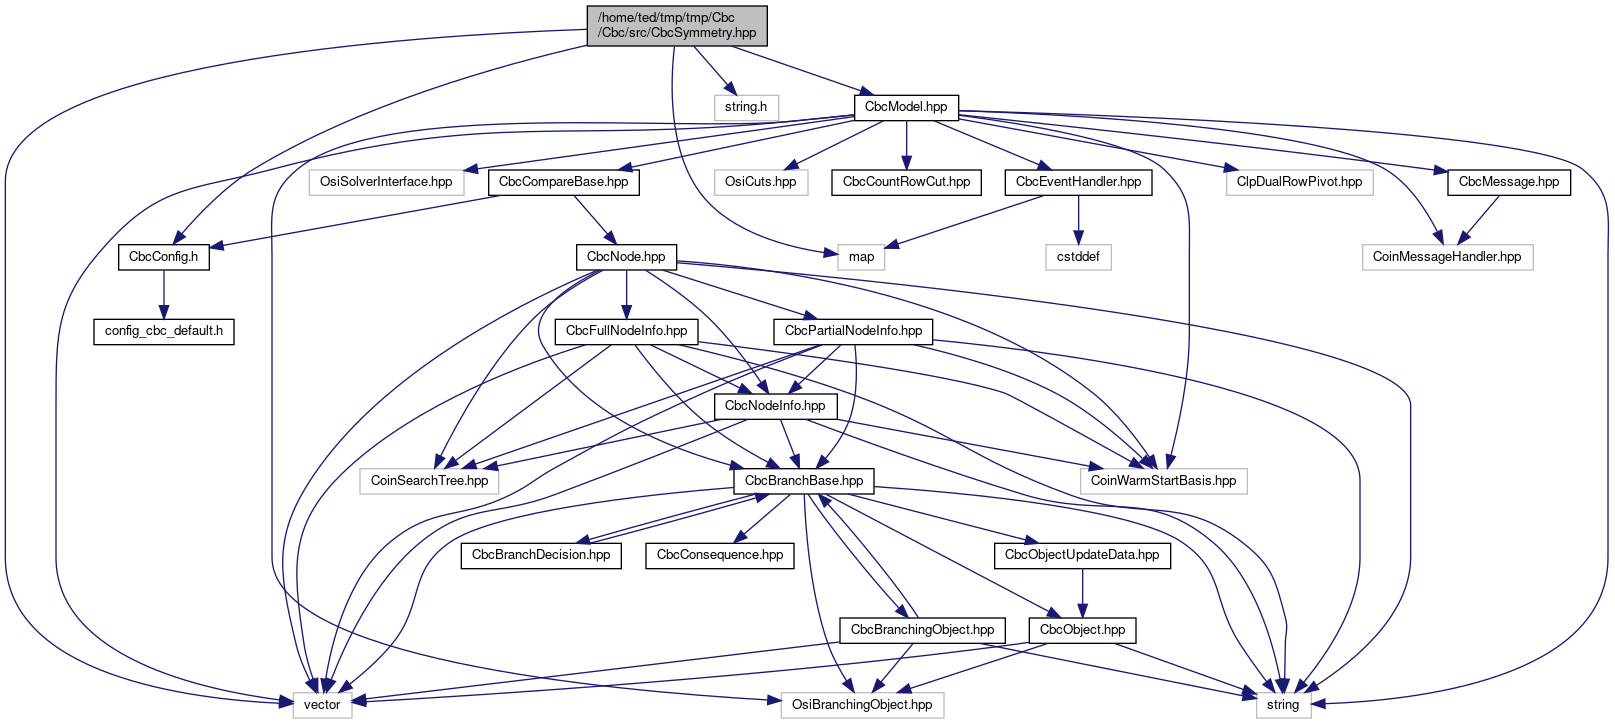 /home/ted/tmp/tmp/Cbc
/Cbc/src/CbcSymmetry.hpp
string.h
CbcModel.hpp
OsiSolverInterface.hpp
CbcCompareBase.hpp
OsiCuts.hpp
CbcCountRowCut.hpp
CbcEventHandler.hpp
ClpDualRowPivot.hpp
CbcMessage.hpp
CbcConfig.h
CbcNode.hpp
map
cstddef
CoinMessageHandler.hpp
config_cbc_default.h
CbcFullNodeInfo.hpp
CbcPartialNodeInfo.hpp
CbcNodeInfo.hpp
CoinSearchTree.hpp
CbcBranchBase.hpp
CoinWarmStartBasis.hpp
CbcBranchDecision.hpp
CbcConsequence.hpp
CbcObjectUpdateData.hpp
CbcBranchingObject.hpp
CbcObject.hpp
vector
OsiBranchingObject.hpp
string